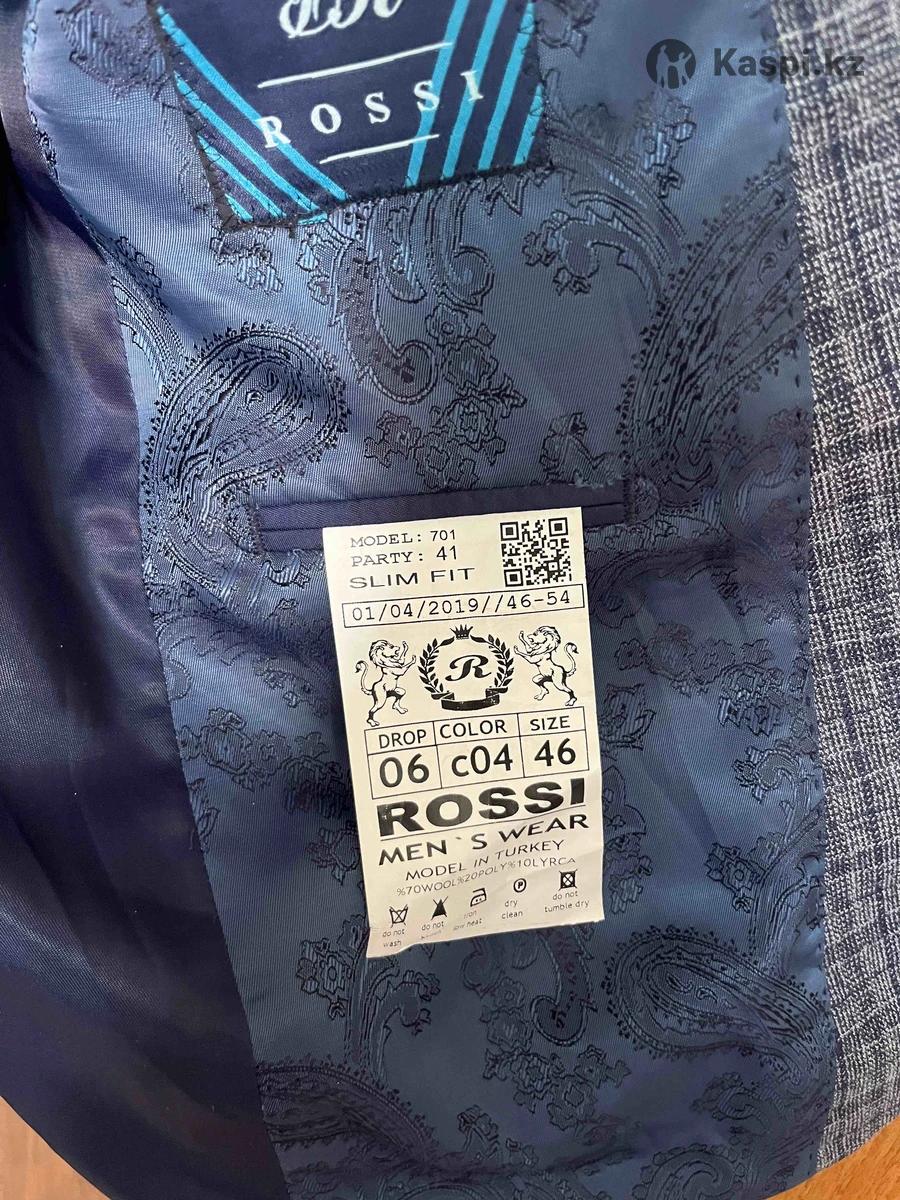 Kaspi.kz
ROSSI
MODEL: 701
PARTY: 41
SLIM FIT
01/04/2019//46-54
R
DROP COLOR SIZE
06 c04 46
ROSSI
MEN`S WEAR
MODEL IN TURKEY
%70WOOL%20POLY%10LYRCA
do not wash
do not
iron low heat
dry clean
do not tumble dry